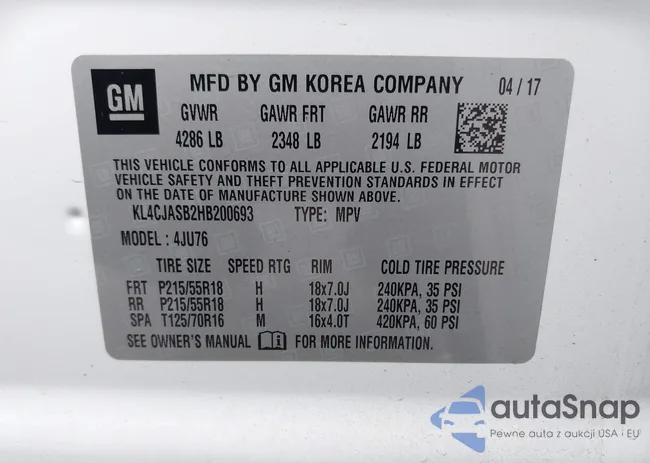 GM
MFD BY GM KOREA COMPANY 04 / 17
GVWR GAWR FRT GAWR RR
4286 LB 2348 LB 2194 LB
THIS VEHICLE CONFORMS TO ALL APPLICABLE U.S. FEDERAL MOTOR
VEHICLE SAFETY AND THEFT PREVENTION STANDARDS IN EFFECT
ON THE DATE OF MANUFACTURE SHOWN ABOVE.
KL4CJASB2HB200693 TYPE: MPV
MODEL : 4JU76
TIRE SIZE SPEED RTG RIM COLD TIRE PRESSURE
FRT P215/55R18 H 18x7.0J 240KPA, 35 PSI
RR P215/55R18 H 18x7.0J 240KPA, 35 PSI
SPA T125/70R16 M 16x4.0T 420KPA, 60 PSI
SEE OWNER'S MANUAL i FOR MORE INFORMATION.
autaSnap
Pewne auta z aukcji USA i EU